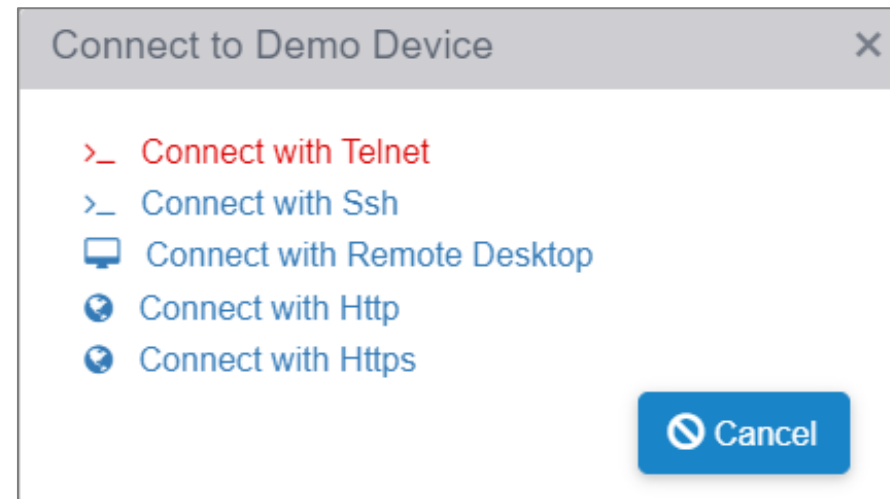 Connect to Demo Device
Connect with Telnet
Connect with Ssh
Connect with Remote Desktop
Connect with Http
Connect with Https
Cancel